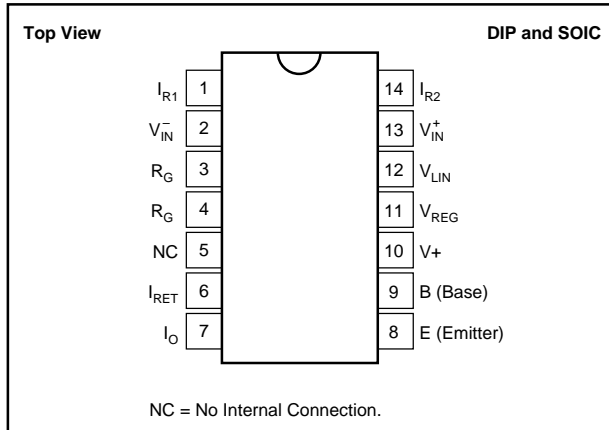 Top View DIP and SOIC
I_R1 1 14 I_R2
V_IN^– 2 13 V_IN^+
R_G 3 12 V_LIN
R_G 4 11 V_REG
NC 5 10 V+
I_RET 6 9 B (Base)
I_O 7 8 E (Emitter)
NC = No Internal Connection.